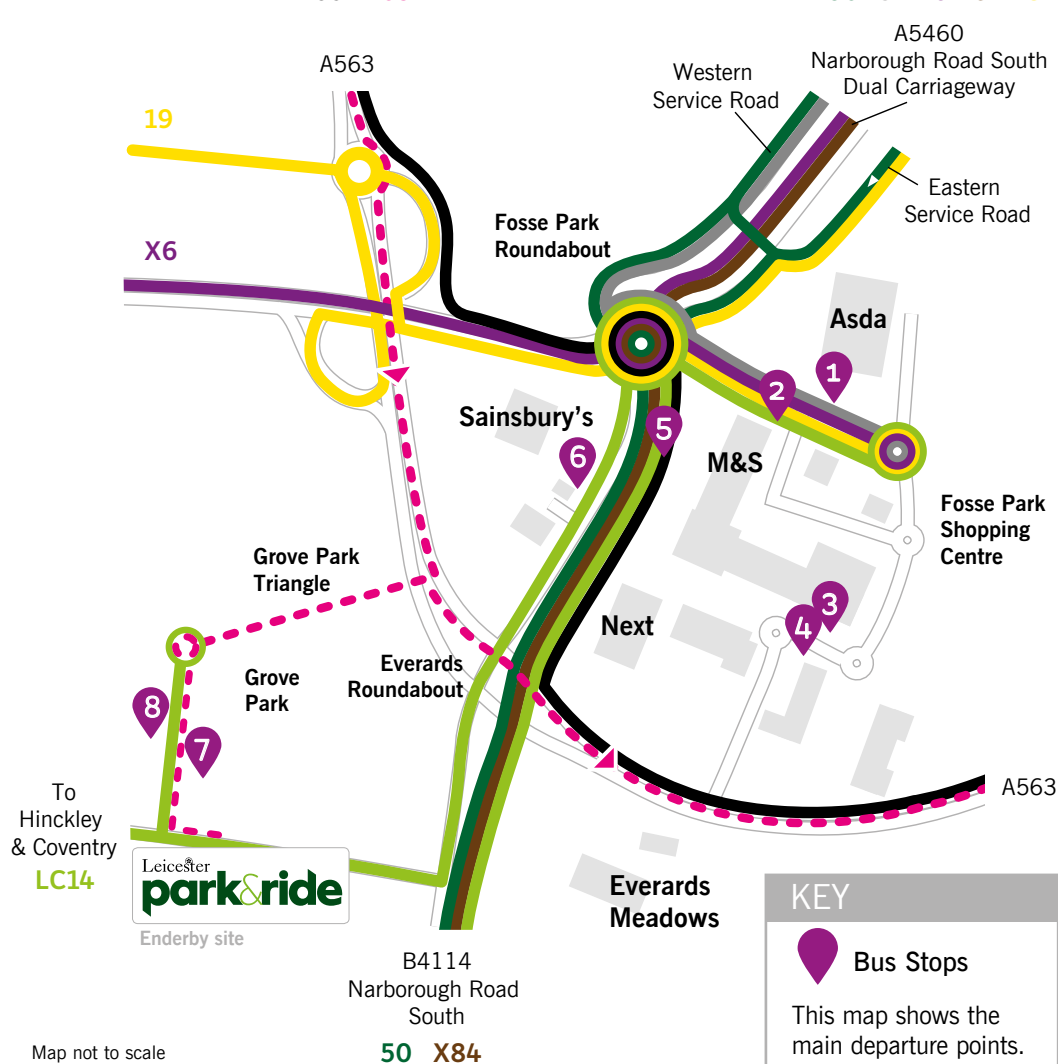 A563
A5460
Narborough Road South
Dual Carriageway
Western
Service Road
19
Eastern
Service Road
Fosse Park
Roundabout
X6
Asda
1
2
Sainsbury's
5
6
M&S
Fosse Park
Shopping
Centre
Grove Park
Triangle
3
4
Next
Everards
Roundabout
Grove
Park
8
7
To
Hinckley
& Coventry
LC14
A563
Leicester
park&ride
Enderby site
Everards
Meadows
KEY
Bus Stops
This map shows the
main departure points.
B4114
Narborough Road
South
50 X84
Map not to scale